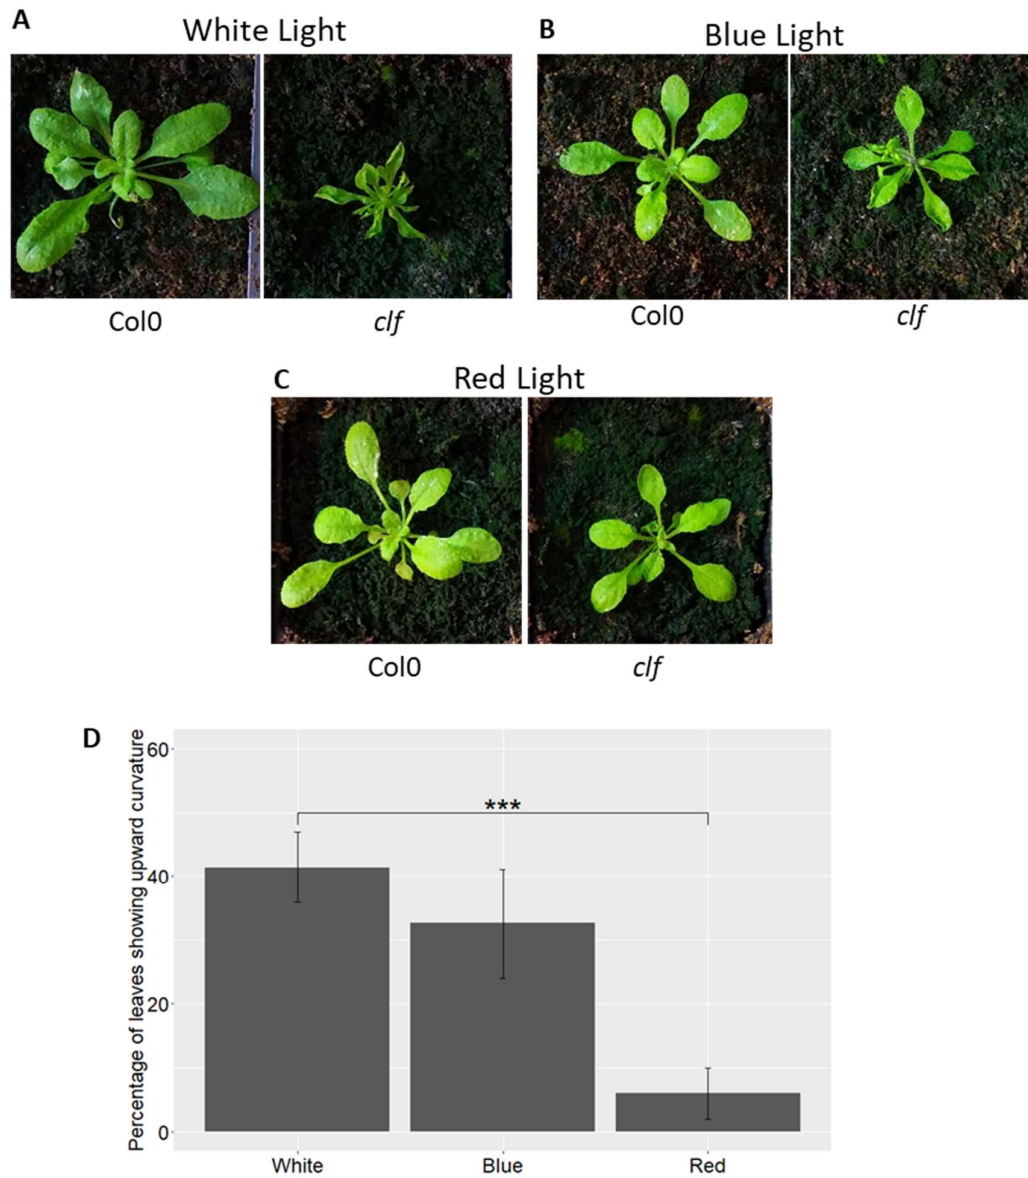 A
White Light
Col0
clf
B
Blue Light
Col0
clf
C
Red Light
Col0
clf
D
Percentage of leaves showing upward curvature
60
40
20
0
***
White
Blue
Red